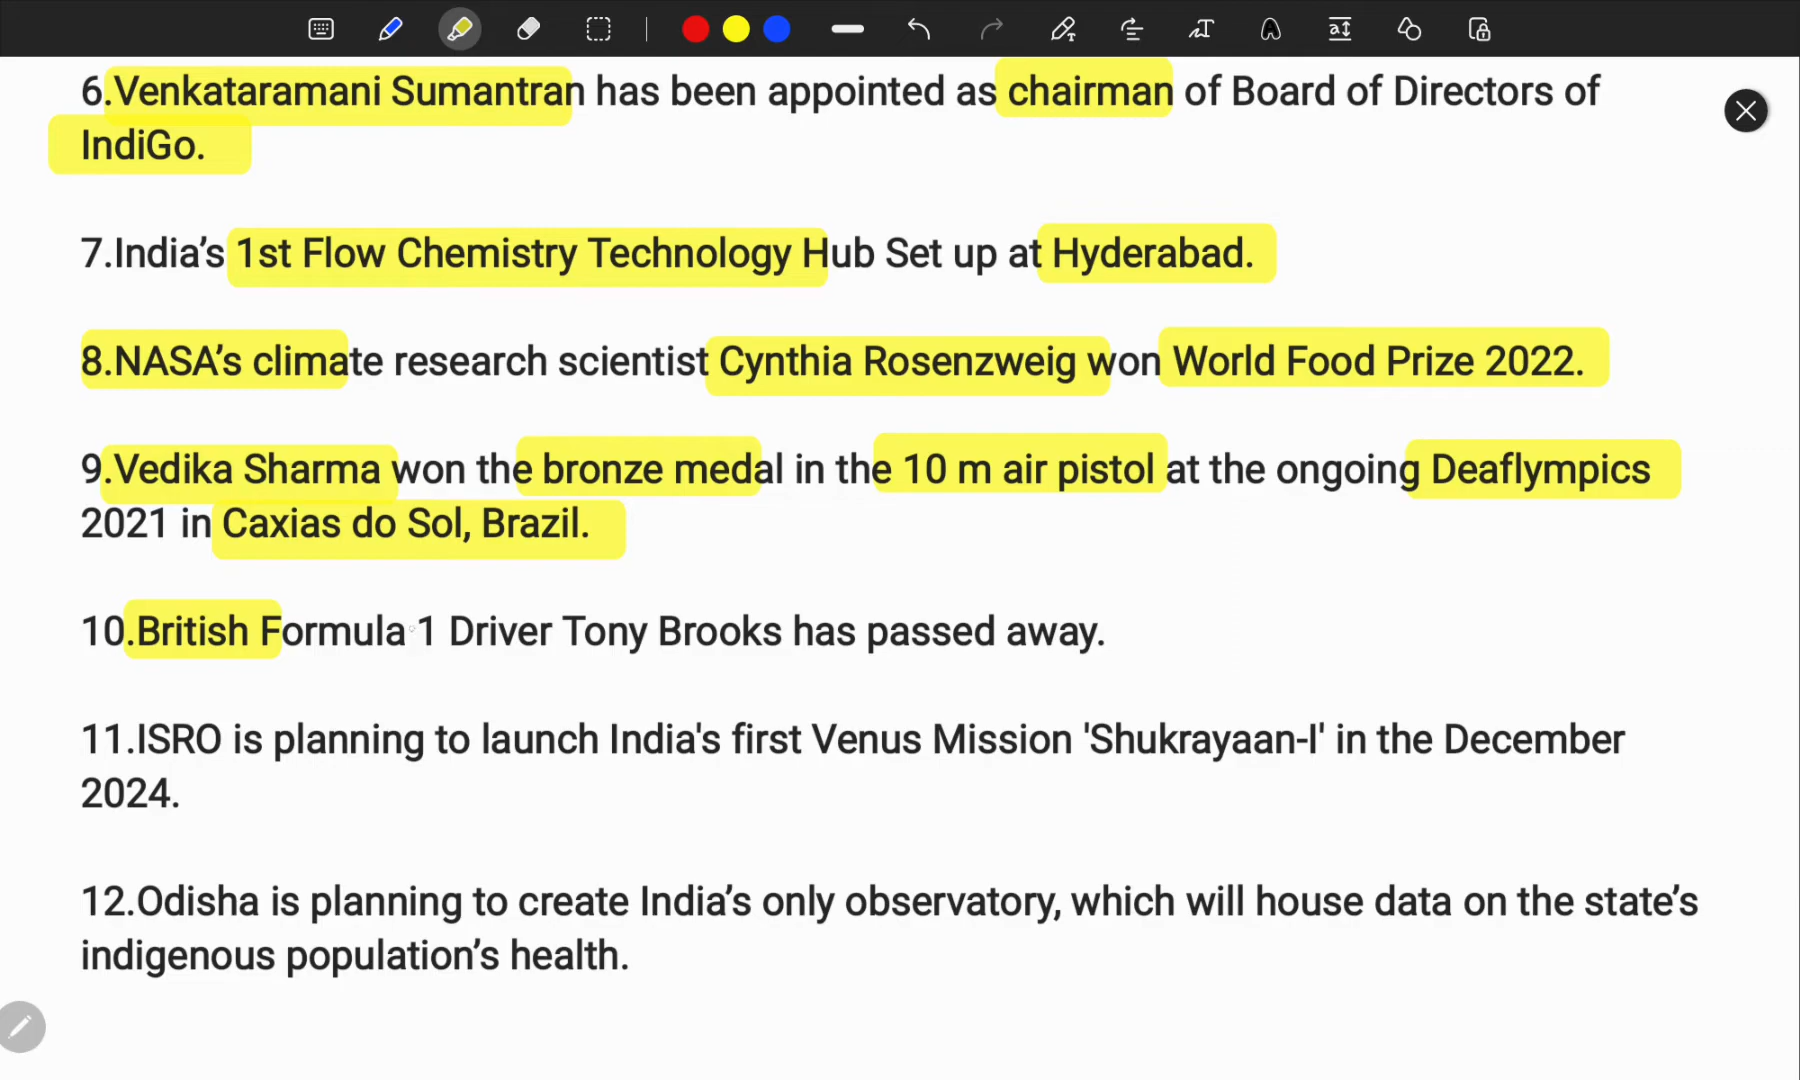 6.Venkataramani Sumantran has been appointed as chairman of Board of Directors of
IndiGo.
7.India’s 1st Flow Chemistry Technology Hub Set up at Hyderabad.
8.NASA’s climate research scientist Cynthia Rosenzweig won World Food Prize 2022.
9.Vedika Sharma won the bronze medal in the 10 m air pistol at the ongoing Deaflympics
2021 in Caxias do Sol, Brazil.
10.British Formula 1 Driver Tony Brooks has passed away.
11.ISRO is planning to launch India's first Venus Mission 'Shukrayaan-I' in the December
2024.
12.Odisha is planning to create India’s only observatory, which will house data on the state’s
indigenous population’s health.